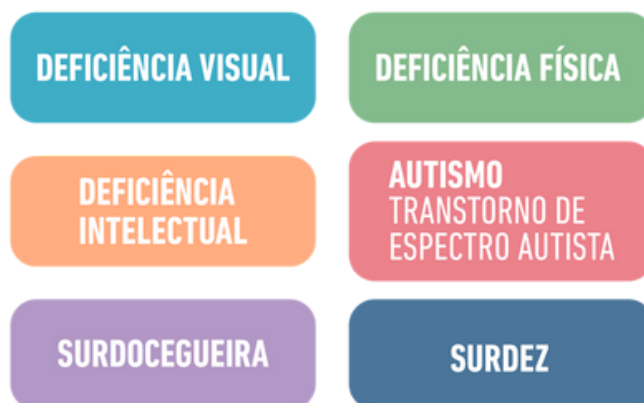 DEFICIÊNCIA VISUAL
DEFICIÊNCIA FÍSICA
DEFICIÊNCIA
INTELECTUAL
AUTISMO
TRANSTORNO DE
ESPECTRO AUTISTA
SURDOCEGUEIRA
SURDEZ